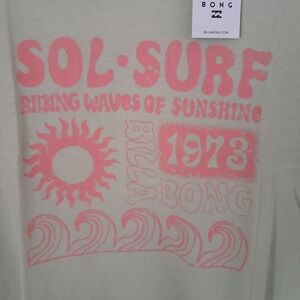 BONG
BILLABONG.COM
SOL·SURF
RIDING WAVES OF SUNSHINE
BILLA
1973
BONG